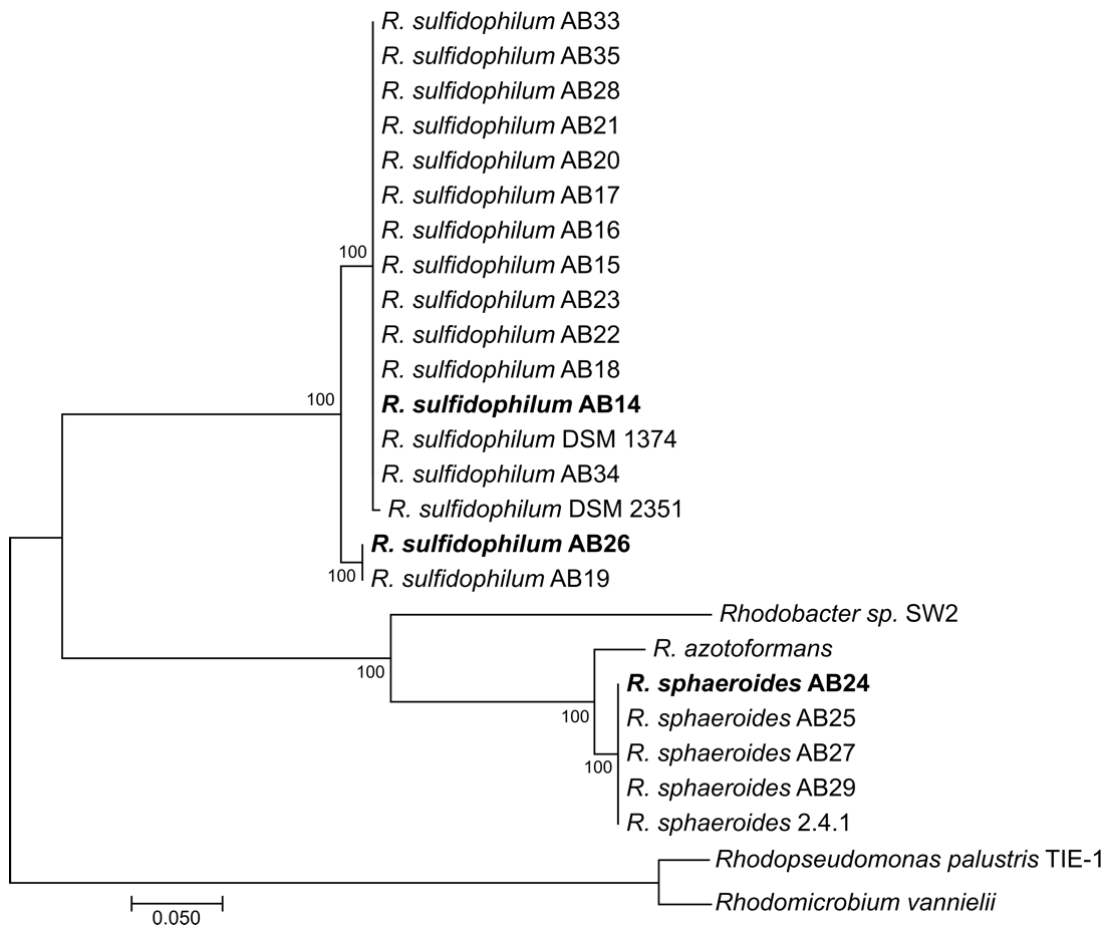 R. sulfidophilum AB33
R. sulfidophilum AB35
R. sulfidophilum AB28
R. sulfidophilum AB21
R. sulfidophilum AB20
R. sulfidophilum AB17
R. sulfidophilum AB16
100
R. sulfidophilum AB15
R. sulfidophilum AB23
R. sulfidophilum AB22
R. sulfidophilum AB18
100
R. sulfidophilum AB14
R. sulfidophilum DSM 1374
R. sulfidophilum AB34
R. sulfidophilum DSM 2351
R. sulfidophilum AB26
100
R. sulfidophilum AB19
Rhodobacter sp. SW2
R. azotoformans
100
R. sphaeroides AB24
100
R. sphaeroides AB25
R. sphaeroides AB27
100
R. sphaeroides AB29
R. sphaeroides 2.4.1
Rhodopseudomonas palustris TIE-1
Rhodomicrobium vannielii
0.050